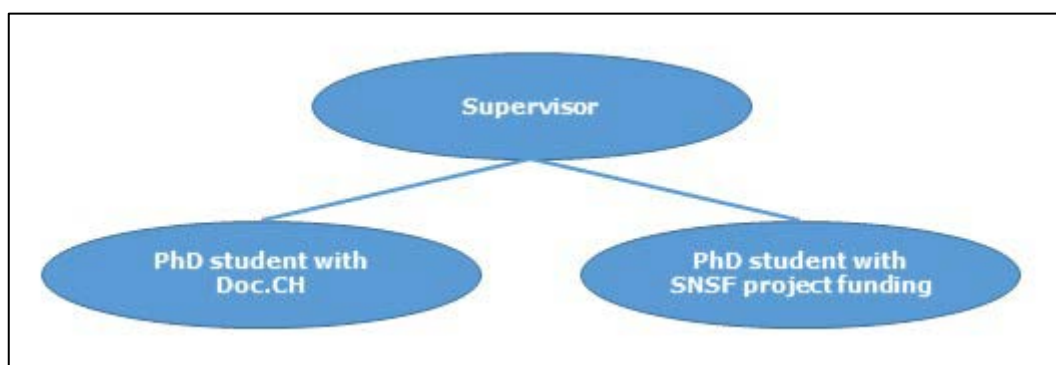 Supervisor
PhD student with
Doc.CH
PhD student with
SNSF project funding